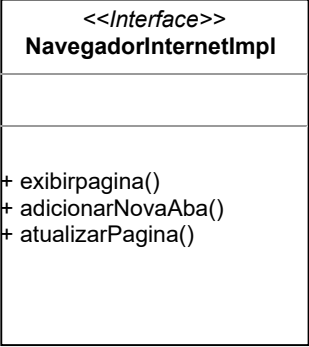 <<Interface>>
NavegadorInternetImpl
+ exibirpagina()
+ adicionarNovaAba()
+ atualizarPagina()